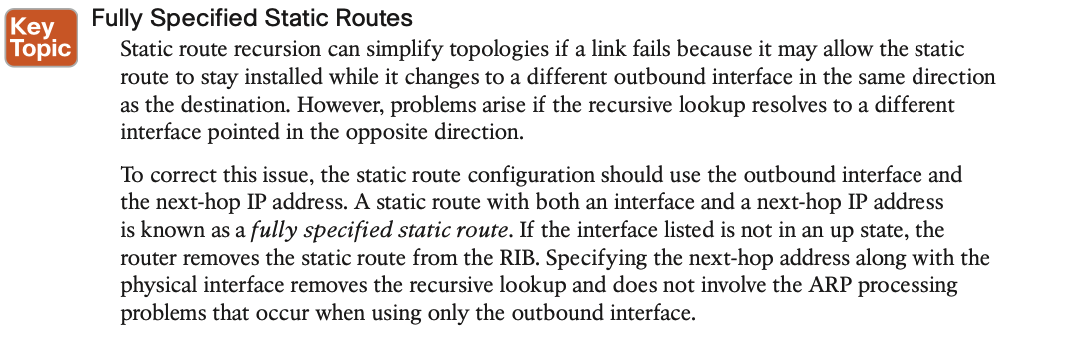 Key
Topic
Fully Specified Static Routes
Static route recursion can simplify topologies if a link fails because it may allow the static
route to stay installed while it changes to a different outbound interface in the same direction
as the destination. However, problems arise if the recursive lookup resolves to a different
interface pointed in the opposite direction.
To correct this issue, the static route configuration should use the outbound interface and
the next-hop IP address. A static route with both an interface and a next-hop IP address
is known as a fully specified static route. If the interface listed is not in an up state, the
router removes the static route from the RIB. Specifying the next-hop address along with the
physical interface removes the recursive lookup and does not involve the ARP processing
problems that occur when using only the outbound interface.